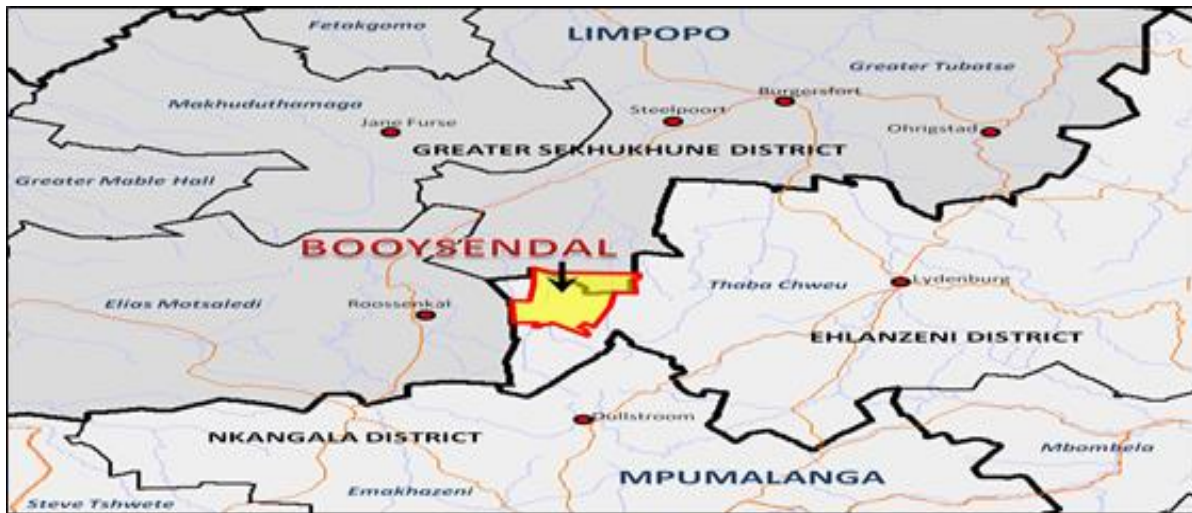 Fetakgomo
LIMPOPO
Greater Tubatse
Makhuduthamaga
Burgersfort
Steelpoort
Jane Furse
Ohrigstad
GREATER SEKHUKHUNE DISTRICT
Greater Mable Hall
BOOYSENDAL
Lydenburg
Thaba Chweu
Elias Motsaledi
Roossenkal
EHLANZENI DISTRICT
Dullstroom
NKANGALA DISTRICT
Mbombela
MPUMALANGA
Emakhazeni
Steve Tshwete